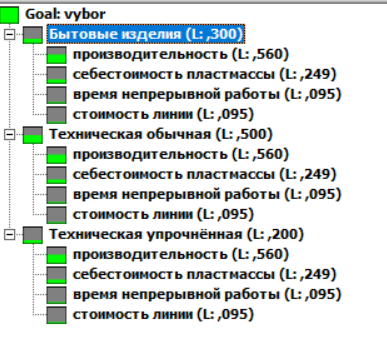 Goal: vybor
Бытовые изделия (L: ,300)
производительность (L: ,560)
себестоимость пластмассы (L: ,249)
время непрерывной работы (L: ,095)
стоимость линии (L: ,095)
Техническая обычная (L: ,500)
производительность (L: ,560)
себестоимость пластмассы (L: ,249)
время непрерывной работы (L: ,095)
стоимость линии (L: ,095)
Техническая упрочнённая (L: ,200)
производительность (L: ,560)
себестоимость пластмассы (L: ,249)
время непрерывной работы (L: ,095)
стоимость линии (L: ,095)